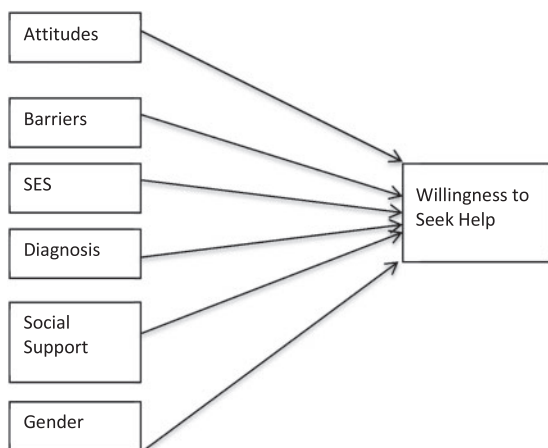 Attitudes
Barriers
SES
Diagnosis
Social
Support
Gender
Willingness to
Seek Help